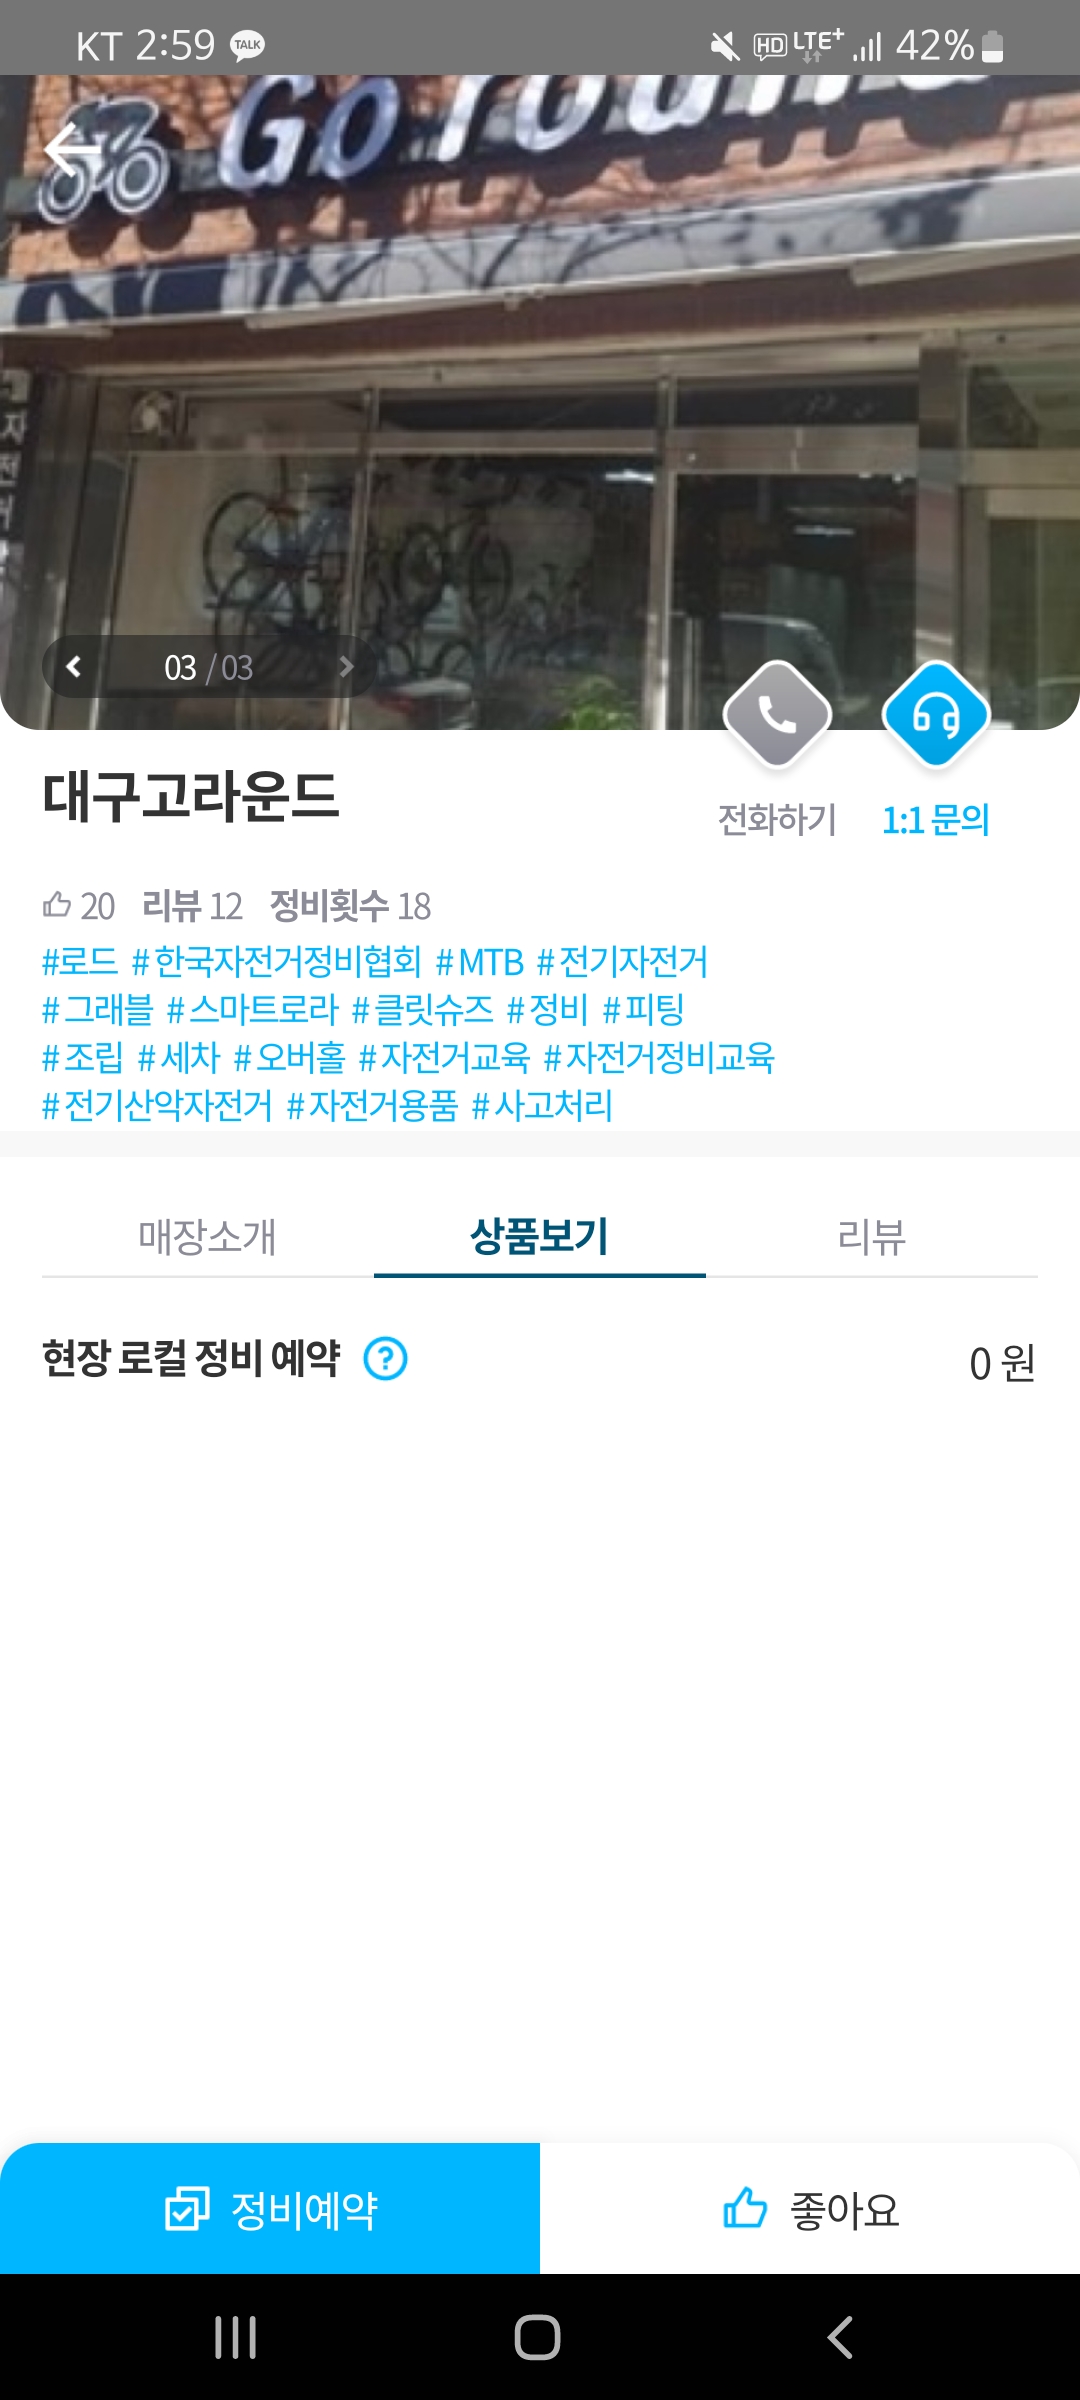 KT 2:59 TALK HD LTE+ 42%
Go round
자전거
03 / 03
대구고라운드
전화하기 1:1 문의
20 리뷰 12 정비횟수 18
#로드 #한국자전거정비협회 #MTB #전기자전거
#그래블 #스마트로라 #클릿슈즈 #정비 #피팅
#조립 #세차 #오버홀 #자전거교육 #자전거정비교육
#전기산악자전거 #자전거용품 #사고처리
매장소개 상품보기 리뷰
현장 로컬 정비 예약 ? 0 원
정비예약 좋아요